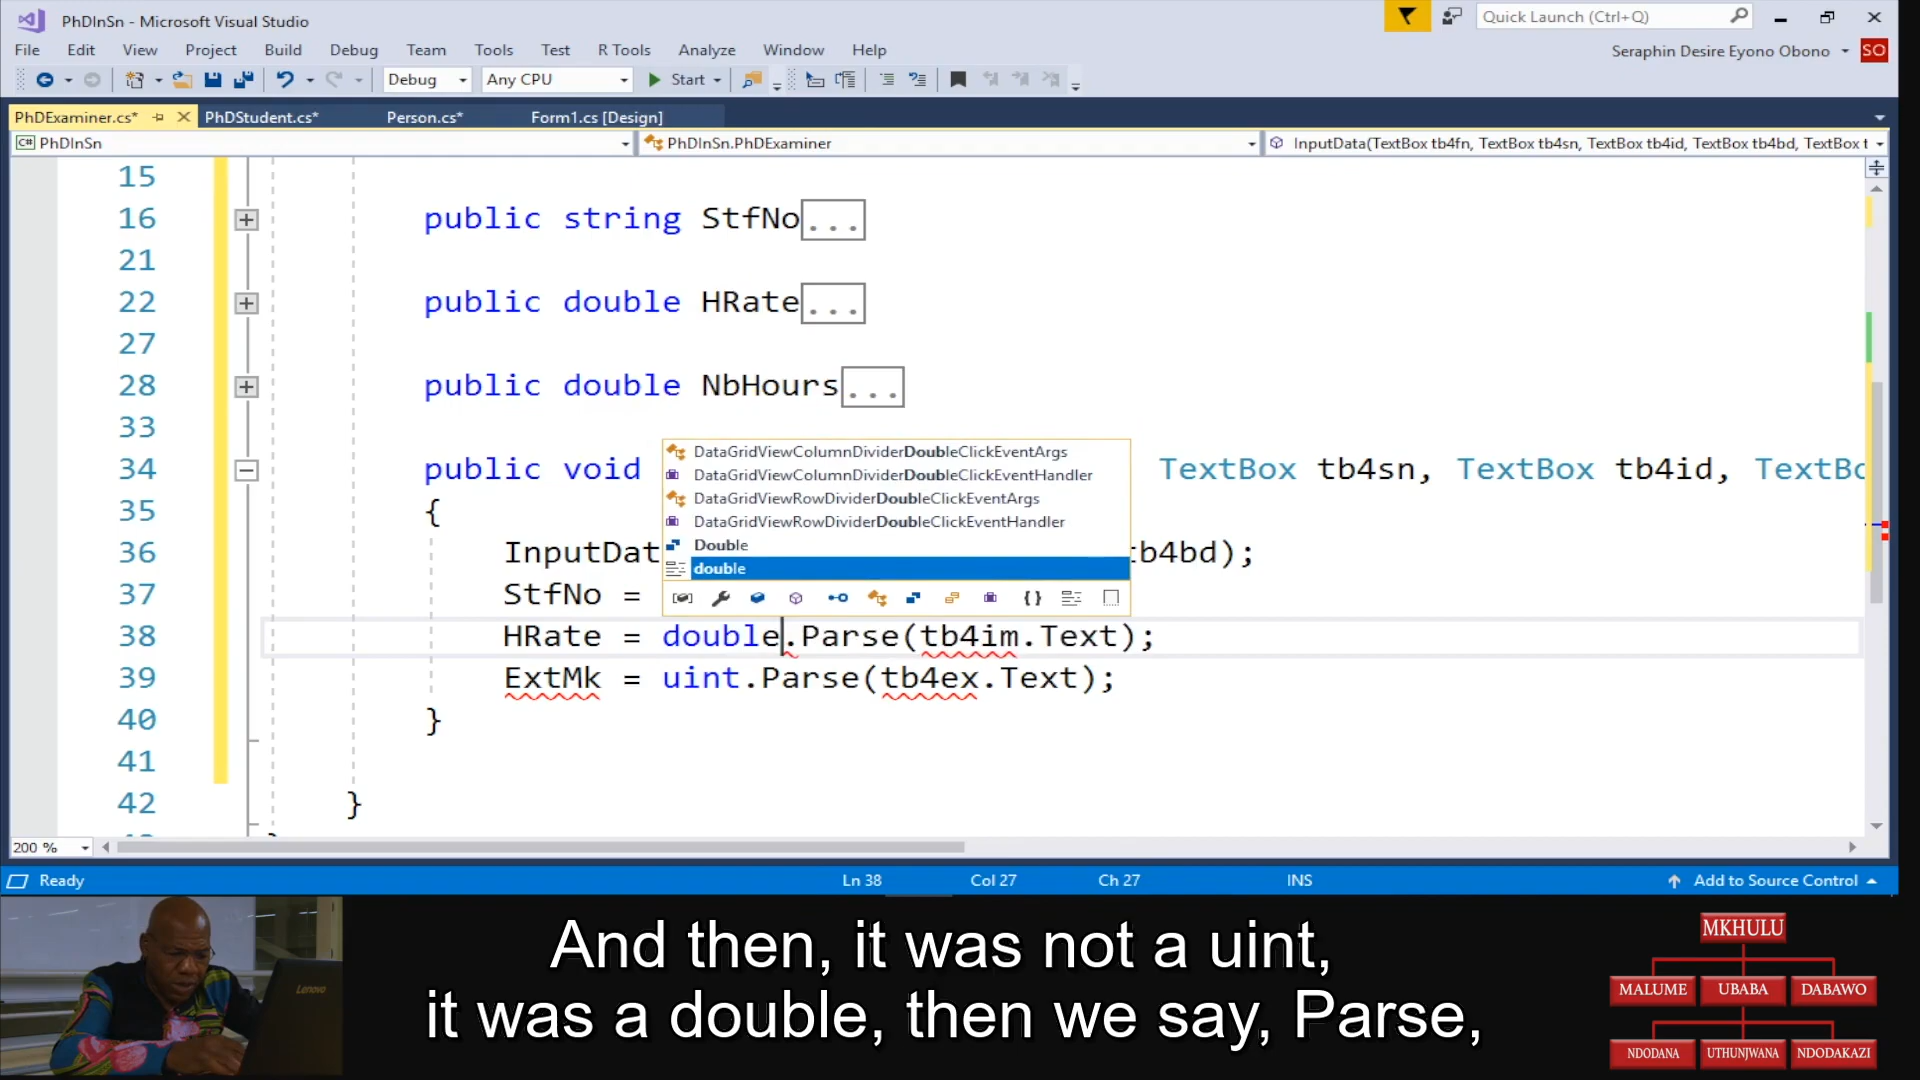 PhDInSn - Microsoft Visual Studio
Quick Launch (Ctrl+Q)
File Edit View Project Build Debug Team Tools Test R Tools Analyze Window Help
Seraphin Desire Eyono Obono SO
Debug Any CPU Start
PhDExaminer.cs* PhDStudent.cs* Person.cs* Form1.cs [Design]
C# PhDInSn PhDInSn.PhDExaminer InputData(TextBox tb4fn, TextBox tb4sn, TextBox tb4id, TextBox tb4bd, TextBox t
15
16 public string StfNo...
21
22 public double HRate...
27
28 public double NbHours...
33
34 public void TextBox tb4sn, TextBox tb4id, TextBo
35 {
36 InputDat tb4bd);
37 StfNo =
38 HRate = double.Parse(tb4im.Text);
39 ExtMk = uint.Parse(tb4ex.Text);
40 }
41
42 }
DataGridViewColumnDividerDoubleClickEventArgs
DataGridViewColumnDividerDoubleClickEventHandler
DataGridViewRowDividerDoubleClickEventArgs
DataGridViewRowDividerDoubleClickEventHandler
Double
double
200 %
Ready Ln 38 Col 27 Ch 27 INS Add to Source Control
Lenovo
And then, it was not a uint,
it was a double, then we say, Parse,
MKHULU
MALUME UBABA DABAWO
NDODANA UTHUNJWANA NDODAKAZI